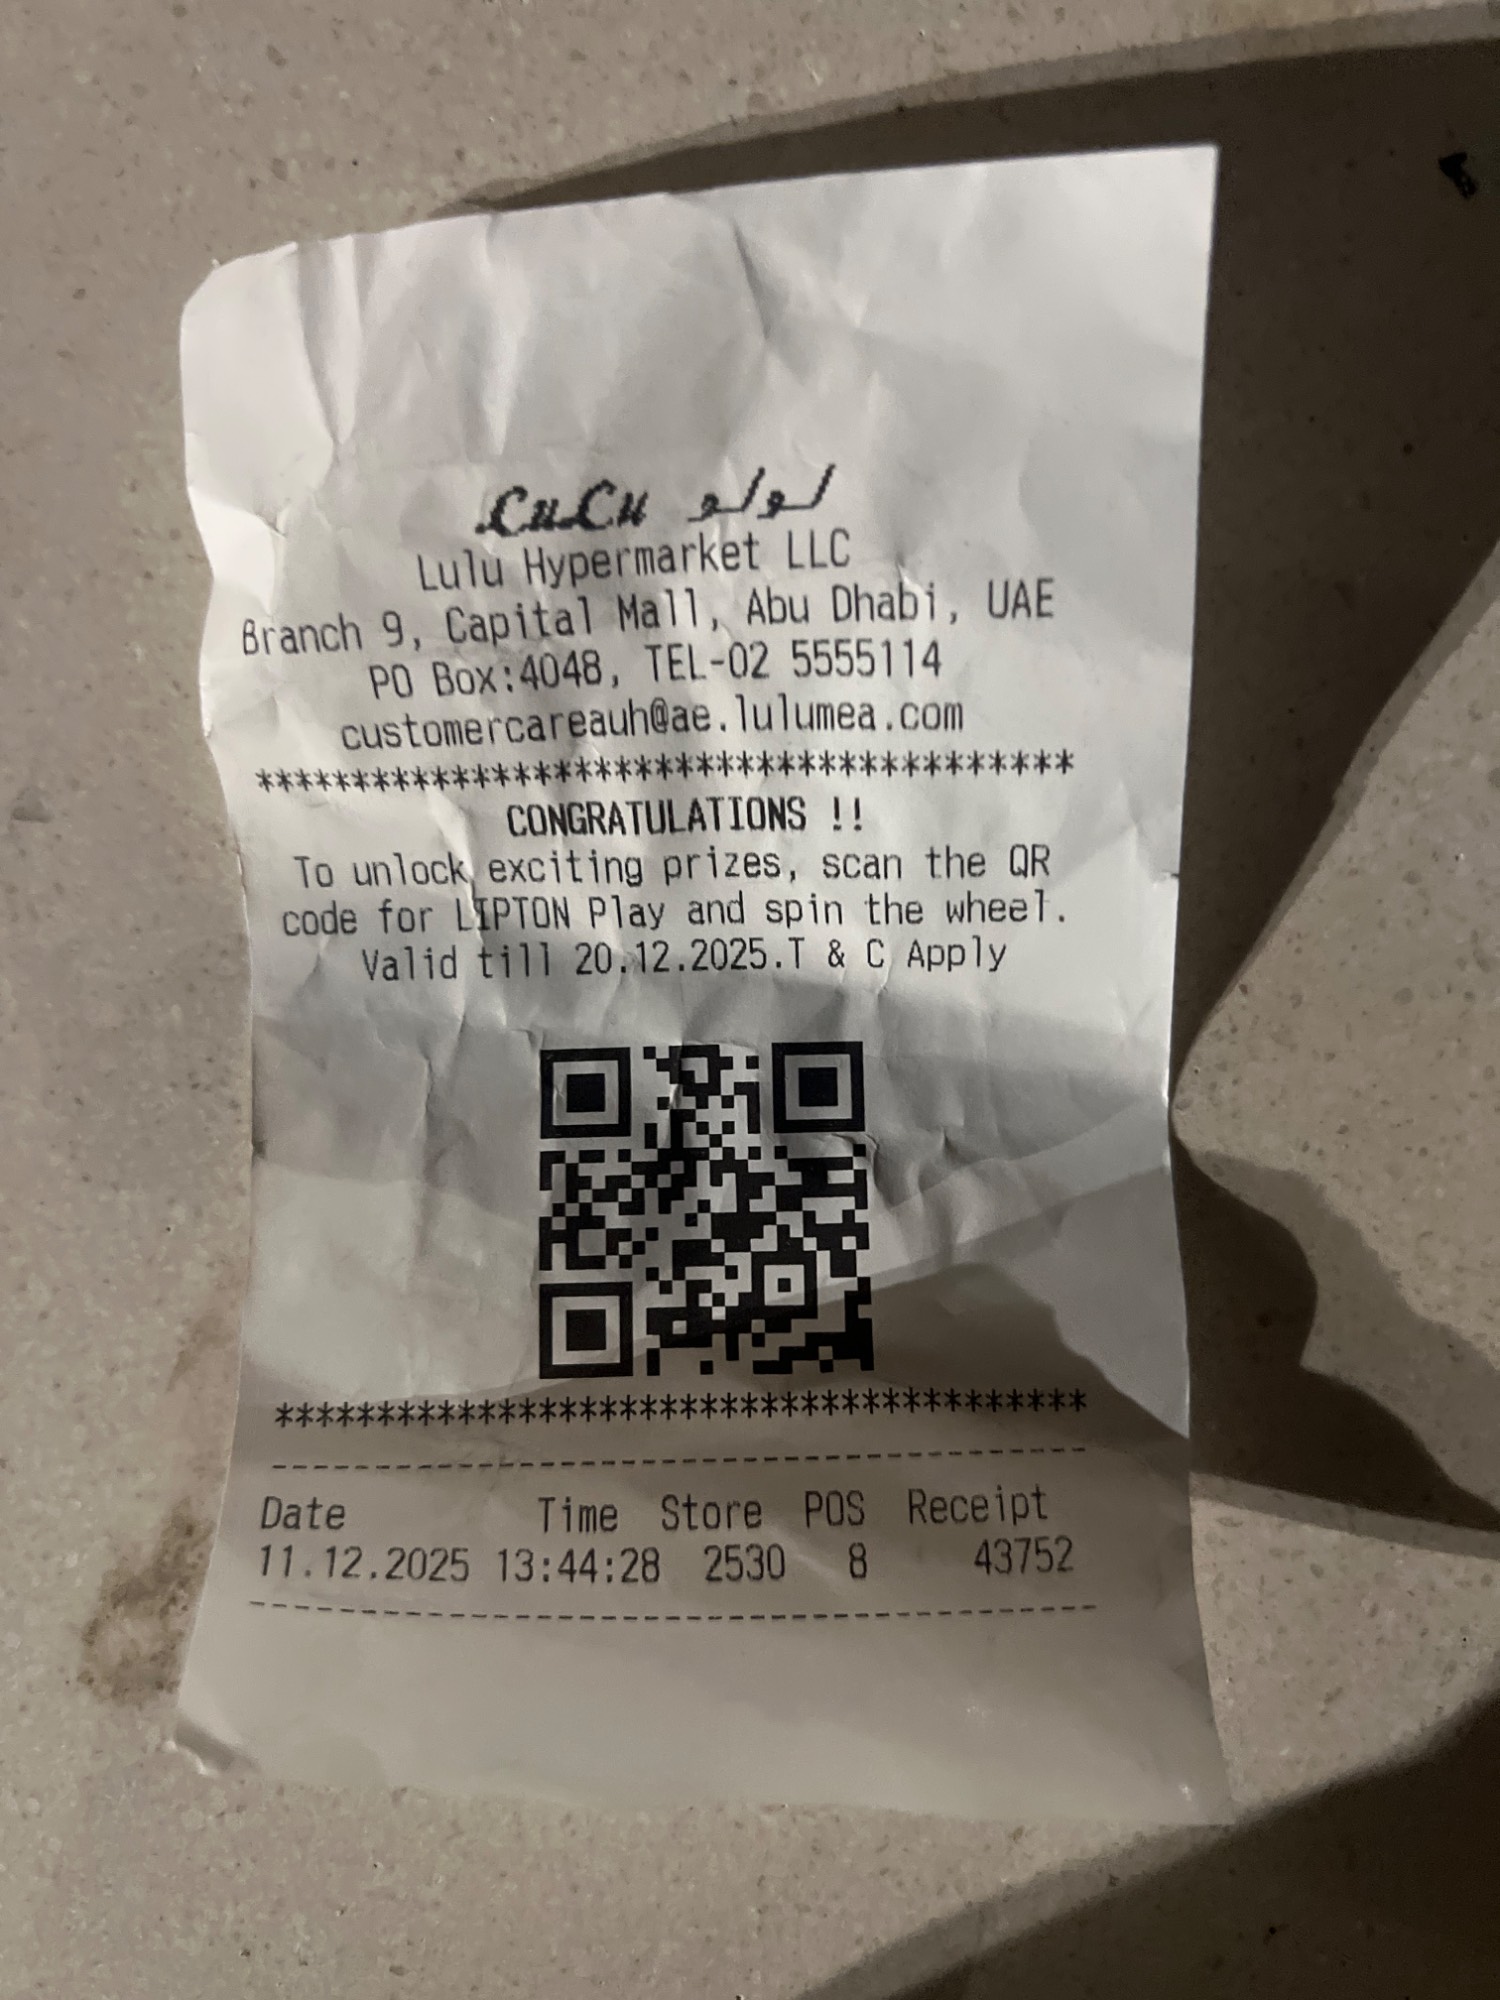 LuLu لولو
Lulu Hypermarket LLC
Branch 9, Capital Mall, Abu Dhabi, UAE
PO Box:4048, TEL-02 5555114
customercareauh@ae.lulumea.com
****************************************
CONGRATULATIONS !!
To unlock exciting prizes, scan the QR
code for LIPTON Play and spin the wheel.
Valid till 20.12.2025.T & C Apply
****************************************
----------------------------------------
Date Time Store POS Receipt
11.12.2025 13:44:28 2530 8 43752
----------------------------------------